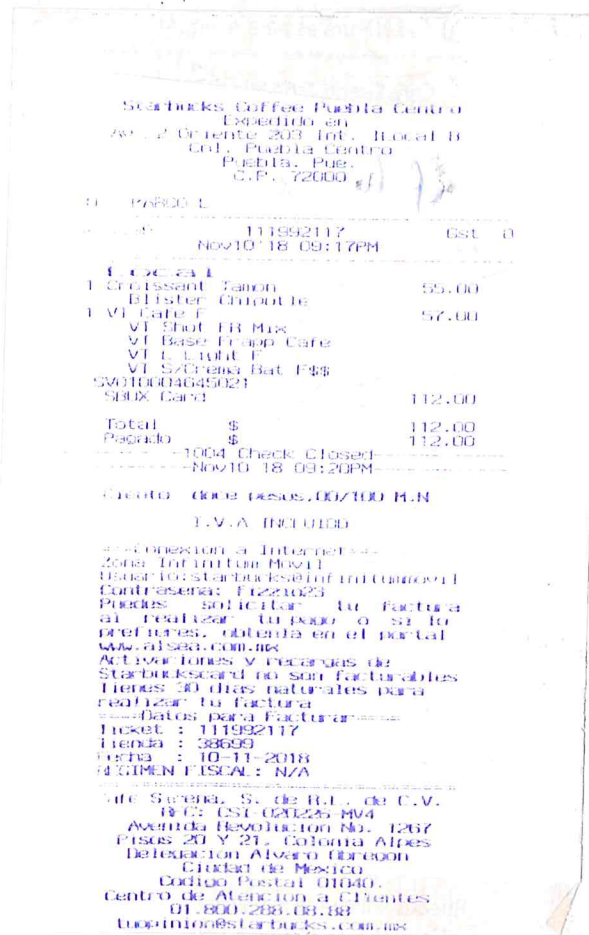 Starbucks Coffee Puebla Centro
Expedido en
Av. 2 Oriente 203 Int. 1Local B
Col. Puebla Centro
Puebla, Pue.
C.P. 72000
PARCO L
111992117 Gst 0
Nov10'18 09:17PM
Local
1 Croissant Jamon 55.00
Blister Chipotle
1 VT Cafe F 57.00
VT Shot FR Mix
VT Base Frapp Cafe
VT L Light F
VT S/Crema Bat F$$
SV010004645021
SBUX Card 112.00
Total $ 112.00
Pagado $ 112.00
1004 Check Closed
Nov10'18 09:20PM
Ciento doce pesos,00/100 M.N
I.V.A INCLUIDO
Conexion a Internet
Zona Infinitum Movil
Usuario:starbucks@infinitummovil
Contrasena:
Puedes solicitar tu factura
al realizar tu pago o si lo
prefieres, obtenla en el portal
www.alsea.com.mx
Activaciones y recargas de
Starbuckscard no son facturables
Tienes 30 dias naturales para
realizar tu factura
----Datos para Facturar----
Ticket : 111992117
Tienda : 38699
Fecha : 10-11-2018
REGIMEN FISCAL: N/A
Cafe Sirena, S. de R.L. de C.V.
RFC: CSI-020226-MV4
Avenida Revolucion No. 1267
Pisos 20 Y 21, Colonia Alpes
Delegacion Alvaro Obregon
Ciudad de Mexico
Codigo Postal 01040.
Centro de Atencion a Clientes
01.800.288.08.88
tuopinion@starbucks.com.mx